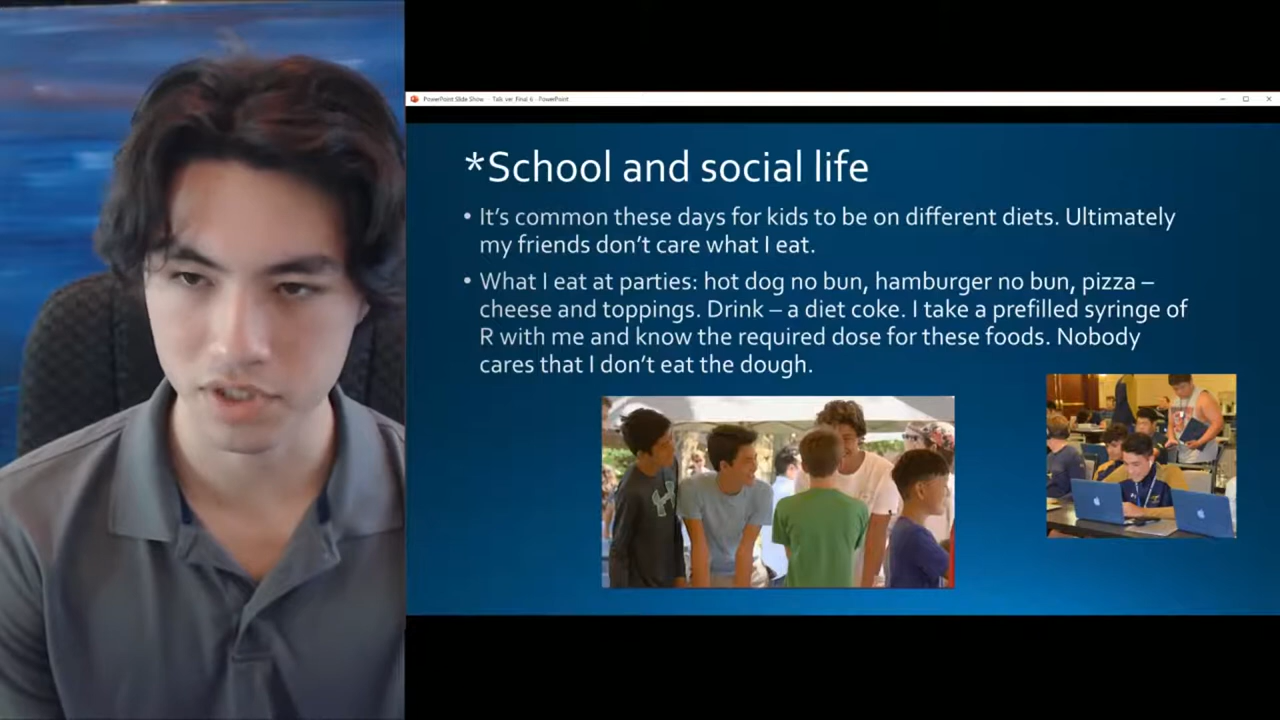 PowerPoint Slide Show - Talk ver Final 6 - PowerPoint
*School and social life
• It's common these days for kids to be on different diets. Ultimately
my friends don't care what I eat.
• What I eat at parties: hot dog no bun, hamburger no bun, pizza –
cheese and toppings. Drink – a diet coke. I take a prefilled syringe of
R with me and know the required dose for these foods. Nobody
cares that I don't eat the dough.